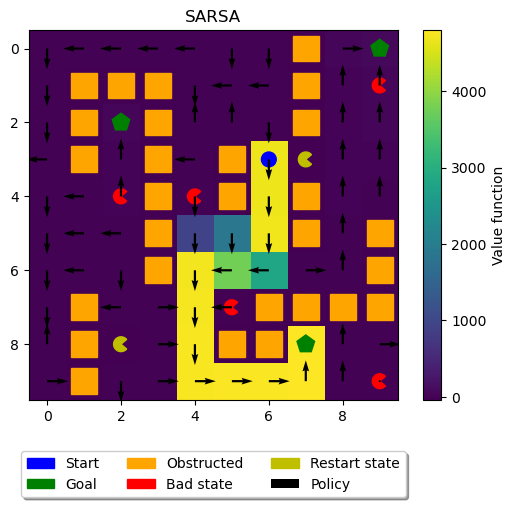 SARSA
0
2
4
6
8
0 2 4 6 8
4000
3000
2000
1000
0
Value function
Start Obstructed Restart state
Goal Bad state Policy